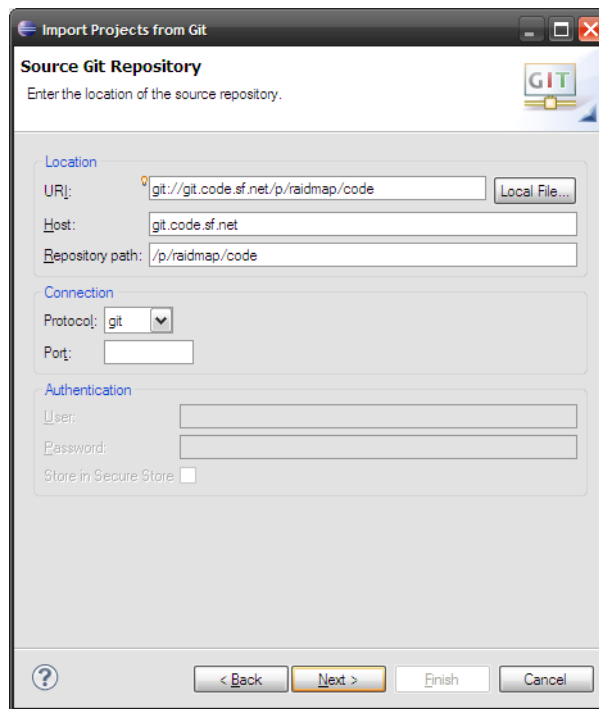 Import Projects from Git
Source Git Repository
Enter the location of the source repository.
GIT
Location
URI: git://git.code.sf.net/p/raidmap/code Local File...
Host: git.code.sf.net
Repository path: /p/raidmap/code
Connection
Protocol: git
Port:
Authentication
User:
Password:
Store in Secure Store
? < Back Next > Finish Cancel